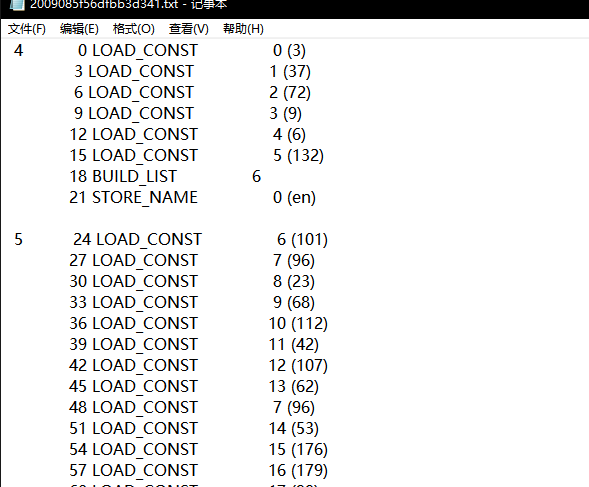 2009085f56dfbb3d341.txt - 记事本
文件(F) 编辑(E) 格式(O) 查看(V) 帮助(H)
4 0 LOAD_CONST 0 (3)
3 LOAD_CONST 1 (37)
6 LOAD_CONST 2 (72)
9 LOAD_CONST 3 (9)
12 LOAD_CONST 4 (6)
15 LOAD_CONST 5 (132)
18 BUILD_LIST 6
21 STORE_NAME 0 (en)
5 24 LOAD_CONST 6 (101)
27 LOAD_CONST 7 (96)
30 LOAD_CONST 8 (23)
33 LOAD_CONST 9 (68)
36 LOAD_CONST 10 (112)
39 LOAD_CONST 11 (42)
42 LOAD_CONST 12 (107)
45 LOAD_CONST 13 (62)
48 LOAD_CONST 7 (96)
51 LOAD_CONST 14 (53)
54 LOAD_CONST 15 (176)
57 LOAD_CONST 16 (179)